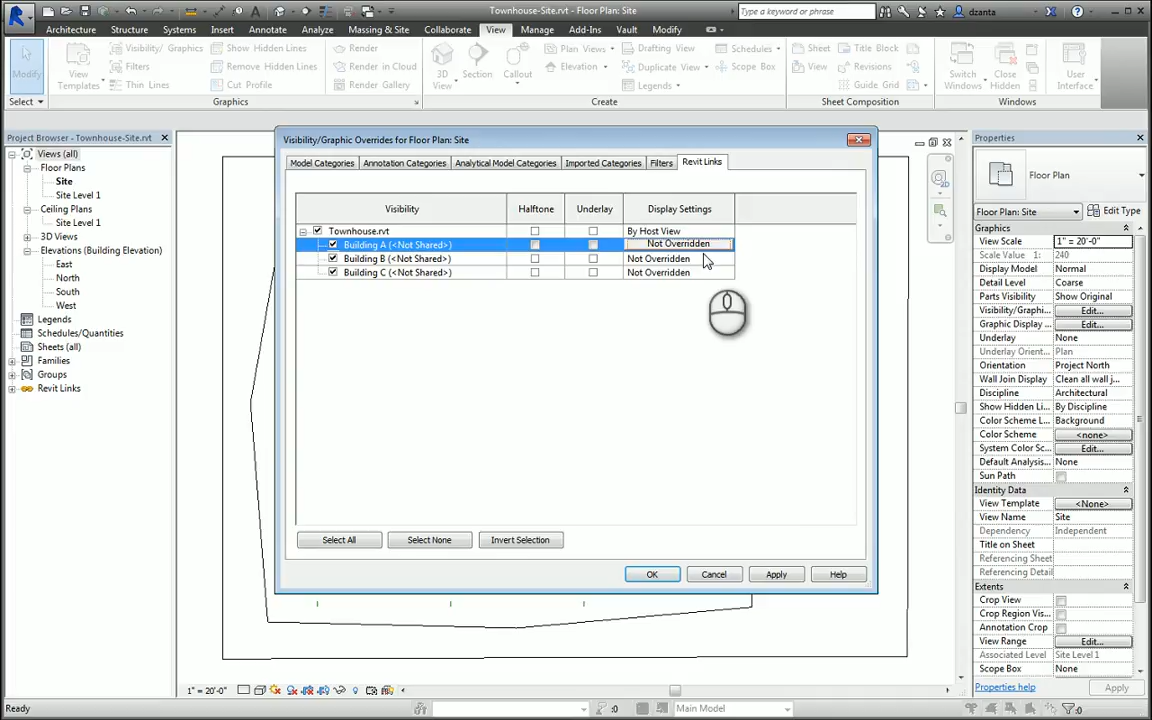 Townhouse-Site.rvt - Floor Plan: Site
Type a keyword or phrase
dzanta
Architecture
Structure
Systems
Insert
Annotate
Analyze
Massing & Site
Collaborate
View
Manage
Add-Ins
Vault
Modify
Modify
Select
View
Templates
Visibility/ Graphics
Filters
Thin Lines
Show Hidden Lines
Remove Hidden Lines
Cut Profile
Graphics
Render
Render in Cloud
Render Gallery
3D
View
Section
Callout
Plan Views
Elevation
Drafting View
Duplicate View
Legends
Schedules
Scope Box
Create
Sheet
View
Title Block
Revisions
Guide Grid
Sheet Composition
Switch
Windows
Close
Hidden
Windows
User
Interface
Project Browser - Townhouse-Site.rvt
Views (all)
Floor Plans
Site
Site Level 1
Ceiling Plans
Site Level 1
3D Views
Elevations (Building Elevation)
East
North
South
West
Legends
Schedules/Quantities
Sheets (all)
Families
Groups
Revit Links
Visibility/Graphic Overrides for Floor Plan: Site
Model Categories
Annotation Categories
Analytical Model Categories
Imported Categories
Filters
Revit Links
Visibility
Halftone
Underlay
Display Settings
Townhouse.rvt
By Host View
Building A (<Not Shared>)
Not Overridden
Building B (<Not Shared>)
Not Overridden
Building C (<Not Shared>)
Not Overridden
Select All
Select None
Invert Selection
OK
Cancel
Apply
Help
Properties
Floor Plan
Floor Plan: Site
Edit Type
Graphics
View Scale 1" = 20'-0"
Scale Value 1: 240
Display Model Normal
Detail Level Coarse
Parts Visibility Show Original
Visibility/Graphi... Edit...
Graphic Display ... Edit...
Underlay None
Underlay Orient... Plan
Orientation Project North
Wall Join Display Clean all wall j...
Discipline Architectural
Show Hidden Li... By Discipline
Color Scheme L... Background
Color Scheme <none>
System Color Sc... Edit...
Default Analysis... None
Sun Path
Identity Data
View Template <None>
View Name Site
Dependency Independent
Title on Sheet
Referencing Sheet
Referencing Detail
Extents
Crop View
Crop Region Vis...
Annotation Crop
View Range Edit...
Associated Level Site Level 1
Scope Box None
Properties help
Apply
1" = 20'-0"
Ready
:0
Main Model
:0